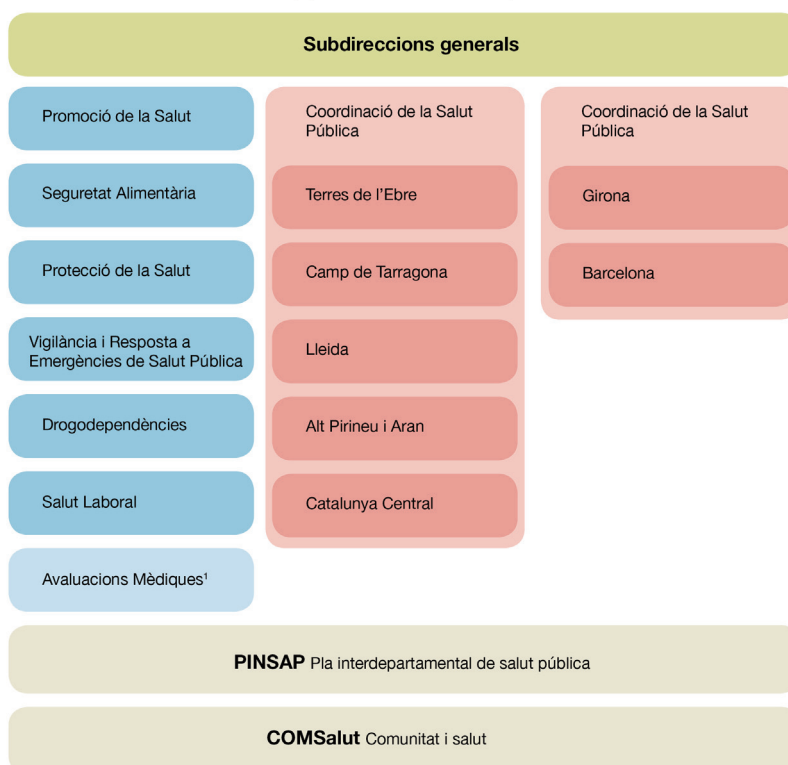 Subdireccions generals
Promoció de la Salut
Seguretat Alimentària
Protecció de la Salut
Vigilància i Resposta a
Emergències de Salut Pública
Drogodependències
Salut Laboral
Avaluacions Mèdiques¹
Coordinació de la Salut
Pública
Terres de l'Ebre
Camp de Tarragona
Lleida
Alt Pirineu i Aran
Catalunya Central
Coordinació de la Salut
Pública
Girona
Barcelona
PINSAP Pla interdepartamental de salut pública
COMSalut Comunitat i salut